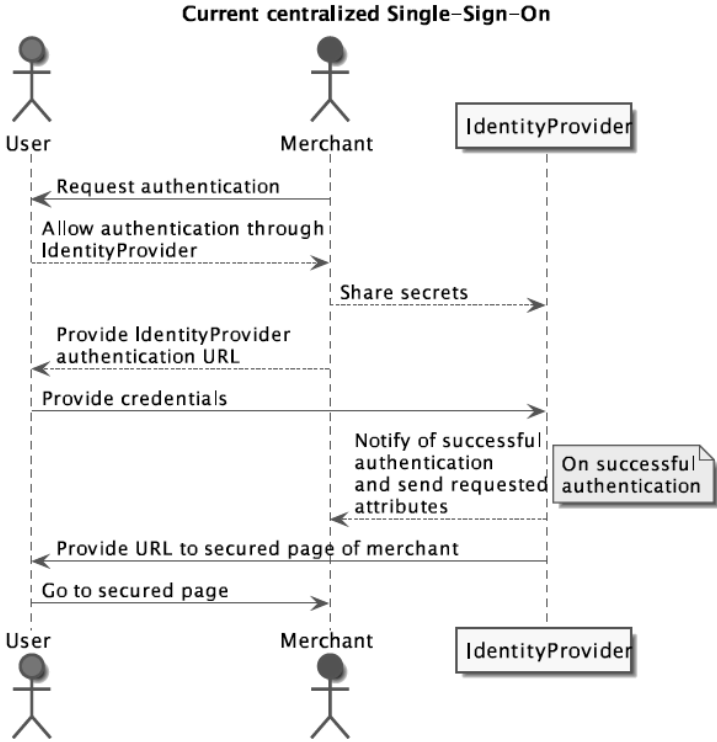 Current centralized Single-Sign-On
User
Merchant
IdentityProvider
Request authentication
Allow authentication through
IdentityProvider
Share secrets
Provide IdentityProvider
authentication URL
Provide credentials
Notify of successful
authentication
and send requested
attributes
On successful
authentication
Provide URL to secured page of merchant
Go to secured page
User
Merchant
IdentityProvider